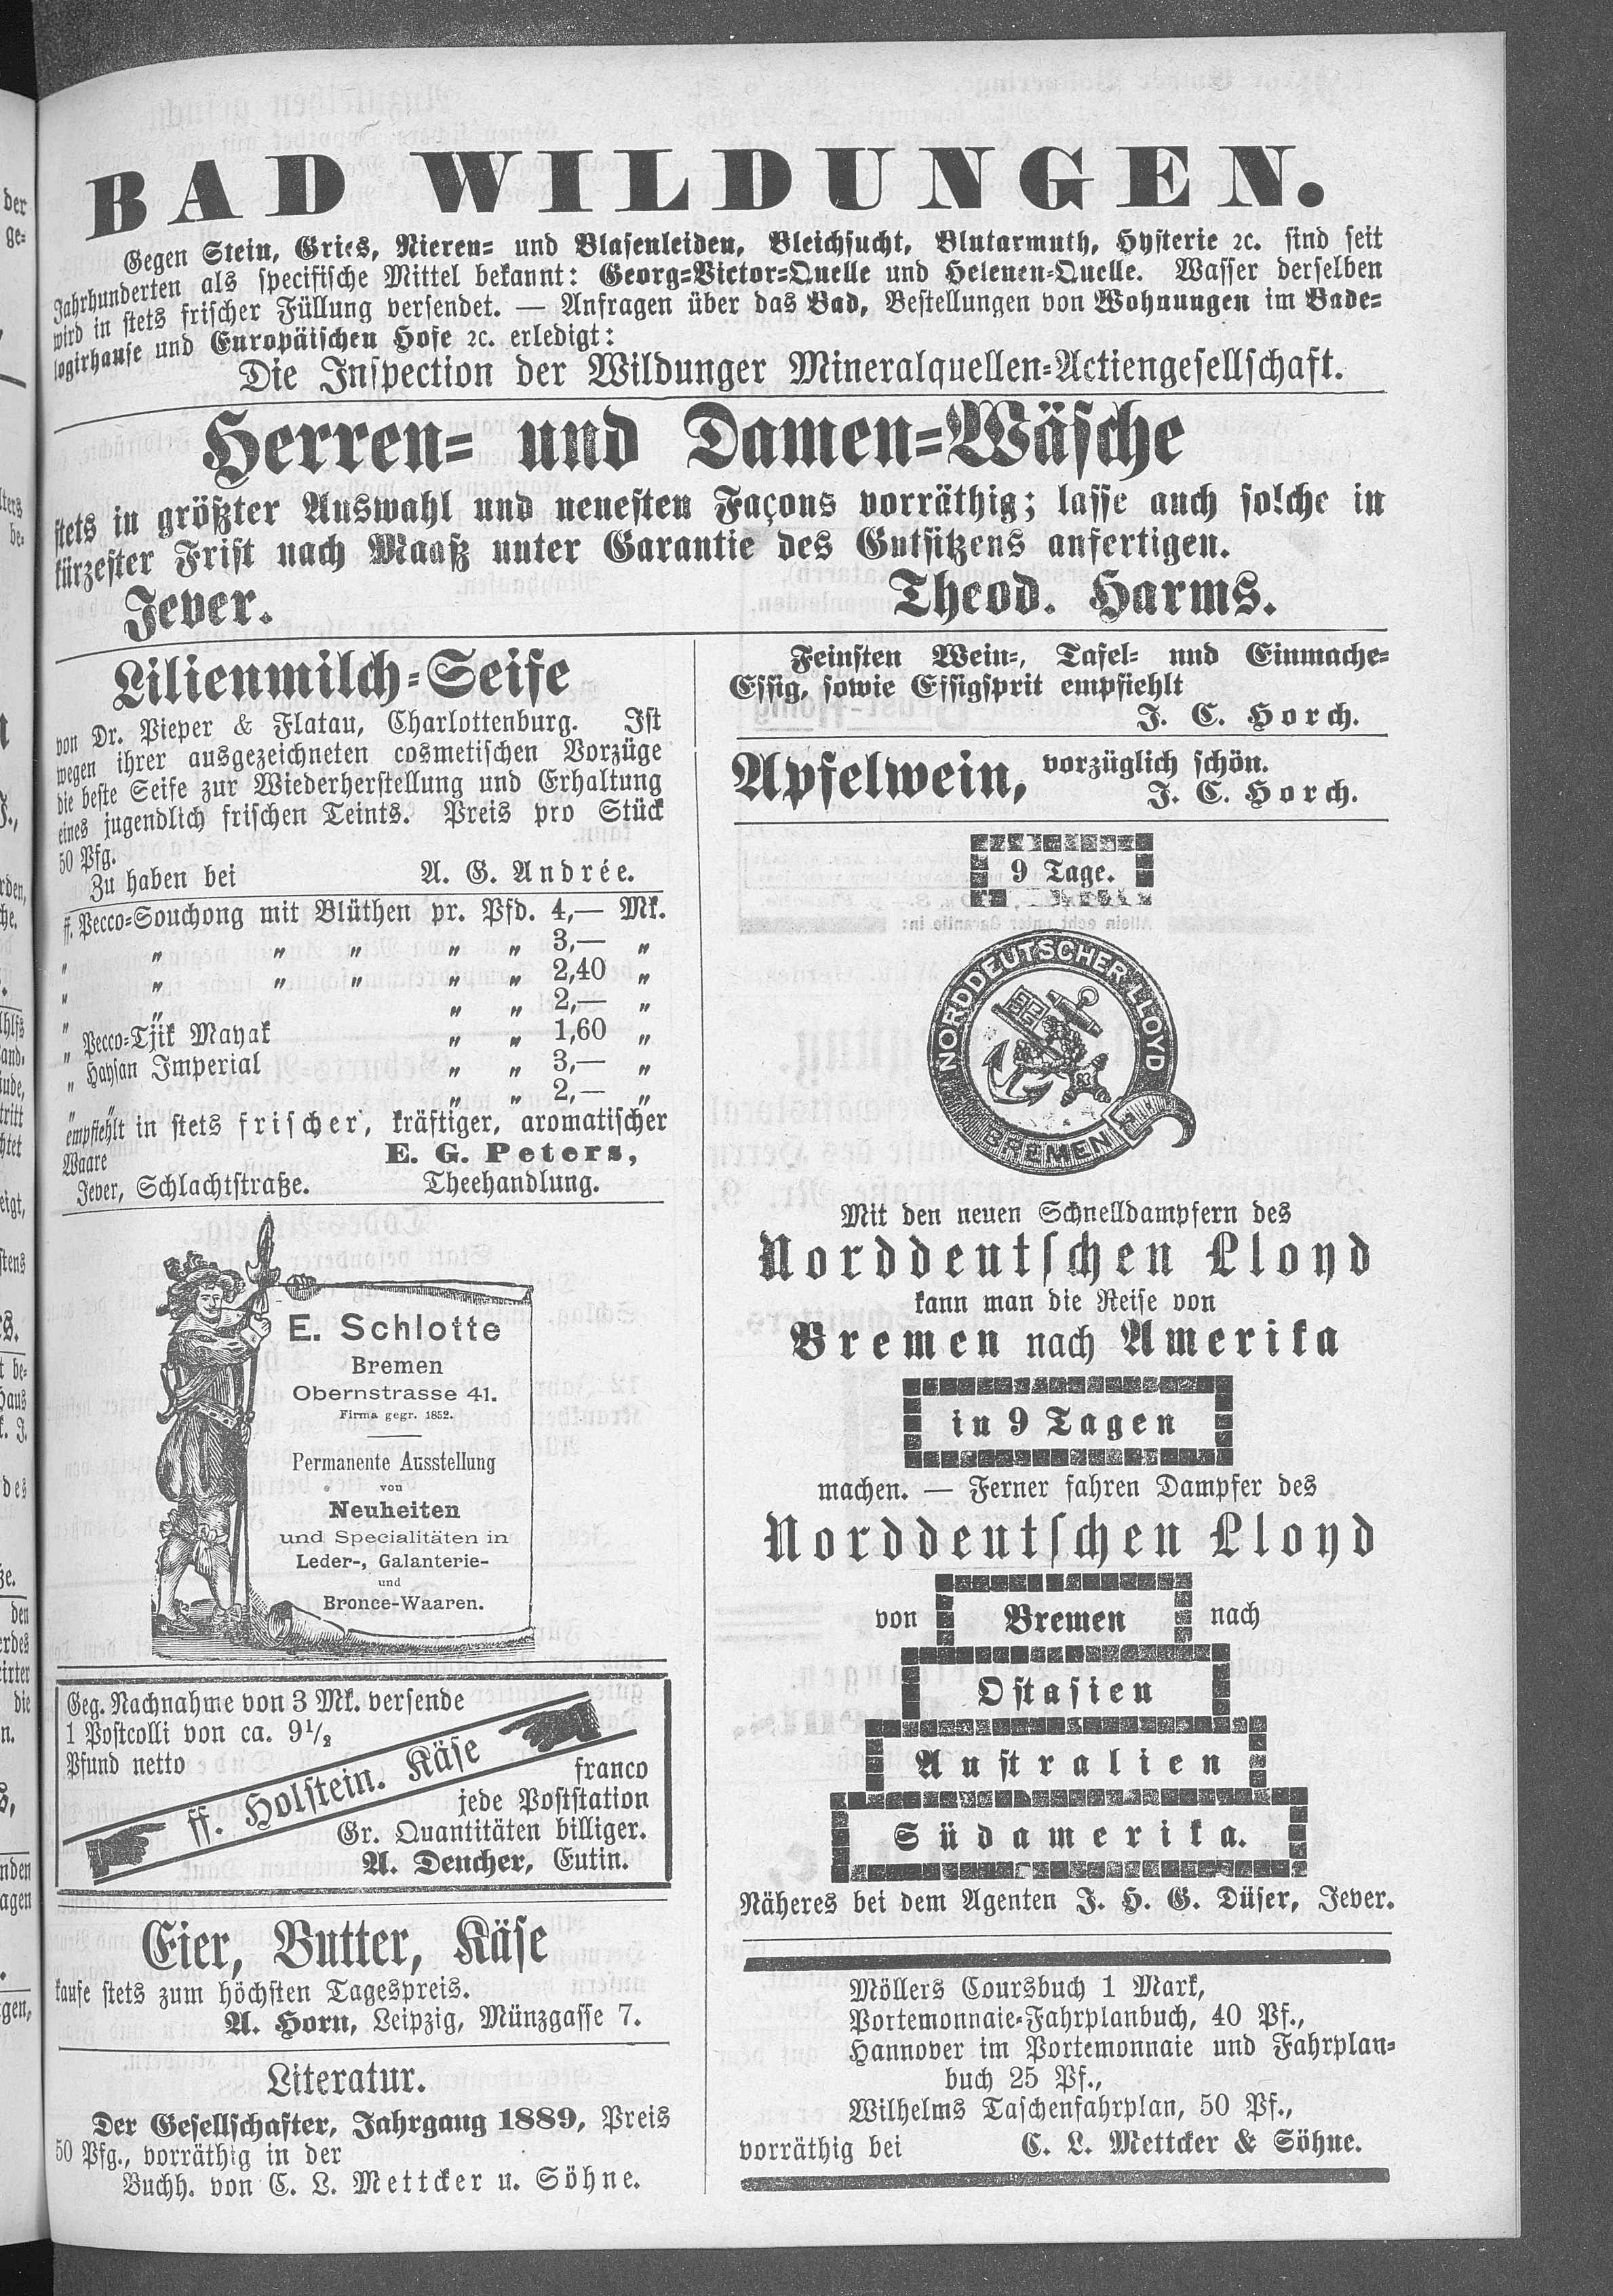 BAD WILDUNGEN.
Gegen Stein, Gries, Nieren= und Blasenleiden, Bleichsucht, Blutarmuth, Hysterie ꝛc. sind seit
Jahrhunderten als specifische Mittel bekannt: Georg=Victor=Quelle und Helenen=Quelle. Wasser derselben
wird in stets frischer Füllung versendet. — Anfragen über das Bad, Bestellungen von Wohnungen im Bade=
logirhause und Europäischen Hofe ꝛc. erledigt:
Die Inspection der Wildunger Mineralquellen=Actiengesellschaft.
Herren= und Damen=Wäsche
stets in größter Auswahl und neuesten Façons vorräthig; lasse auch solche in
kürzester Frist nach Maaß unter Garantie des Gutsitzens anfertigen.
Jever. Theod. Harms.
Lilienmilch=Seife
von Dr. Pieper & Flatau, Charlottenburg. Ist
wegen ihrer ausgezeichneten cosmetischen Vorzüge
die beste Seife zur Wiederherstellung und Erhaltung
eines jugendlich frischen Teints. Preis pro Stück
50 Pfg.
Zu haben bei A. G. Andrée.
ff. Pecco=Souchong mit Blüthen pr. Pfd. 4,— Mk.
„ „ „ „ „ „ 3,— „
„ „ „ „ „ „ 2,40 „
„ „ „ „ 2,— „
„ Pecco=Tjik Mayak „ „ 1,60 „
„ Haysan Imperial „ „ 3,— „
„ „ „ 2,— „
empfiehlt in stets frischer, kräftiger, aromatischer
Waare E. G. Peters,
Jever, Schlachtstraße. Theehandlung.
E. Schlotte
Bremen
Obernstrasse 41.
Firma gegr. 1852.
Permanente Ausstellung
von
Neuheiten
und Specialitäten in
Leder-, Galanterie-
und
Bronce-Waaren.
Geg. Nachnahme von 3 Mk. versende
1 Postcolli von ca. 9½
Pfund netto
ff. Holstein. Käse
franco
jede Poststation
Gr. Quantitäten billiger.
A. Dencher, Eutin.
Eier, Butter, Käse
kaufe stets zum höchsten Tagespreis.
A. Horn, Leipzig, Münzgasse 7.
Literatur.
Der Gesellschafter, Jahrgang 1889, Preis
50 Pfg., vorräthig in der
Buchh. von C. L. Mettcker u. Söhne.
Feinsten Wein=, Tafel= und Einmache=
Essig, sowie Essigsprit empfiehlt
J. C. Horch.
Apfelwein, vorzüglich schön.
J. C. Horch.
9 Tage.
NORDDEUTSCHER LLOYD
BREMEN
Mit den neuen Schnelldampfern des
Norddeutschen Lloyd
kann man die Reise von
Bremen nach Amerika
in 9 Tagen
machen. — Ferner fahren Dampfer des
Norddeutschen Lloyd
von Bremen nach
Ostasien
Australien
Südamerika.
Näheres bei dem Agenten J. H. G. Düser, Jever.
Möllers Coursbuch 1 Mark,
Portemonnaie=Fahrplanbuch, 40 Pf.,
Hannover im Portemonnaie und Fahrplan=
buch 25 Pf.,
Wilhelms Taschenfahrplan, 50 Pf.,
vorräthig bei C. L. Mettcker & Söhne.